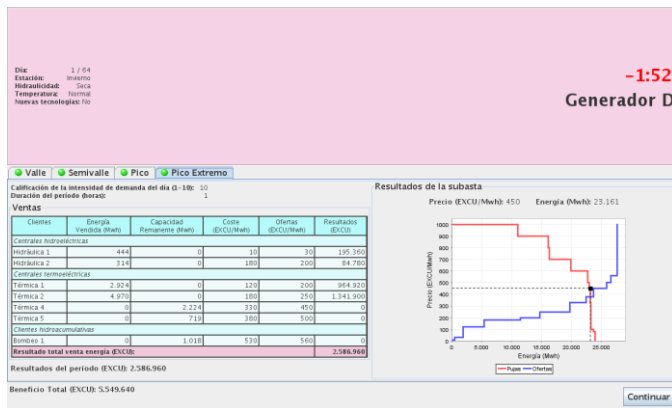 Día: 1 / 64
Estación: Invierno
Hidraulicidad: Seca
Temperatura: Normal
Nuevas tecnologías: No
-1:52
Generador D
Valle Semivalle Pico Pico Extremo
Calificación de la intensidad de demanda del día (1-10): 10
Duración del período (horas): 1
Ventas
Clientes Energía Vendida (Mwh) Capacidad Remanente (Mwh) Coste (EXCU/Mwh) Ofertas (EXCU/Mwh) Resultados (EXCU)
Centrales hidroeléctricas
Hidráulica 1 444 0 10 30 195.360
Hidráulica 2 314 0 180 200 84.780
Centrales termoeléctricas
Térmica 1 2.924 0 120 200 964.920
Térmica 2 4.970 0 180 250 1.341.900
Térmica 4 0 2.224 330 450 0
Térmica 5 0 719 380 500 0
Clientes hidroacumulativas
Bombeo 1 0 1.018 530 560 0
Resultado total venta energía (EXCU): 2.586.960
Resultados del período (EXCU): 2.586.960
Resultados de la subasta
Precio (EXCU/Mwh): 450 Energía (Mwh): 23.161
Precio (EXCU/Mwh)
1000
900
800
700
600
500
400
300
200
100
0
0 5.000 10.000 15.000 20.000 25.000
Energía (Mwh)
Pujas Ofertas
Beneficio Total (EXCU): 5.549.640
Continuar